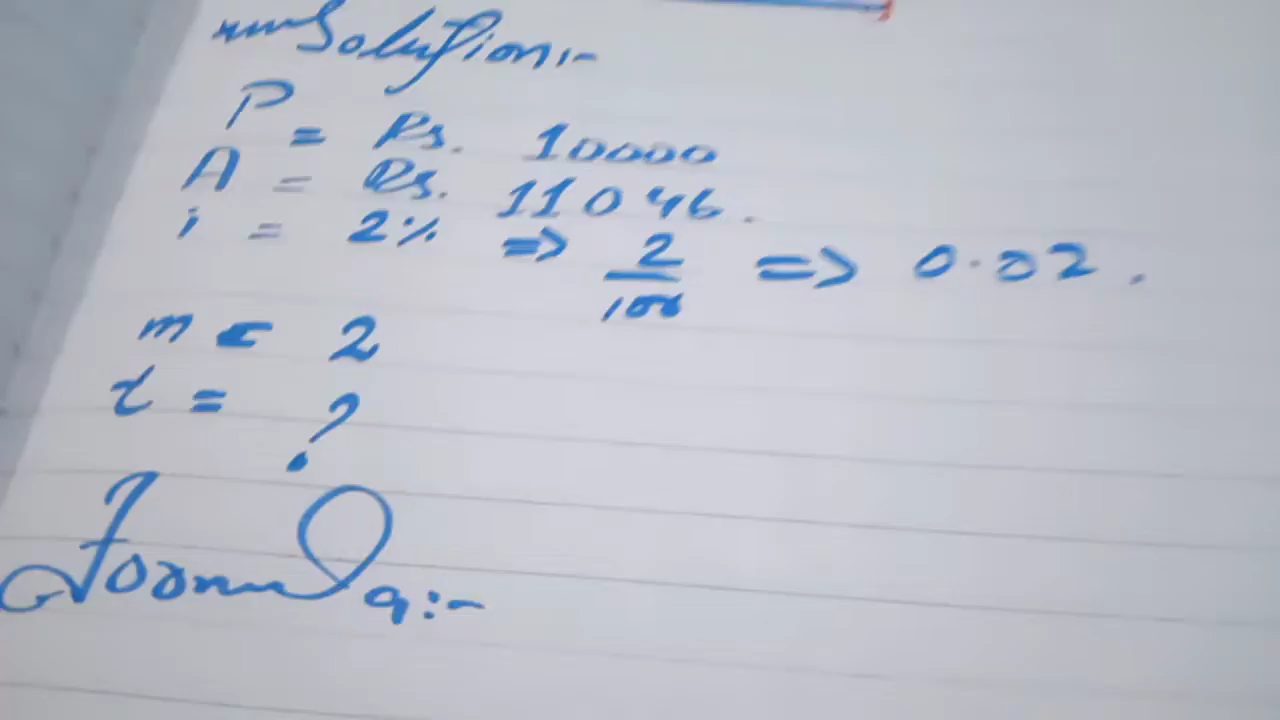 Solution:-
P = Rs. 10000
A = Rs. 11046.
i = 2% => 2/100 => 0.02.
m = 2
t = ?
Formula:-